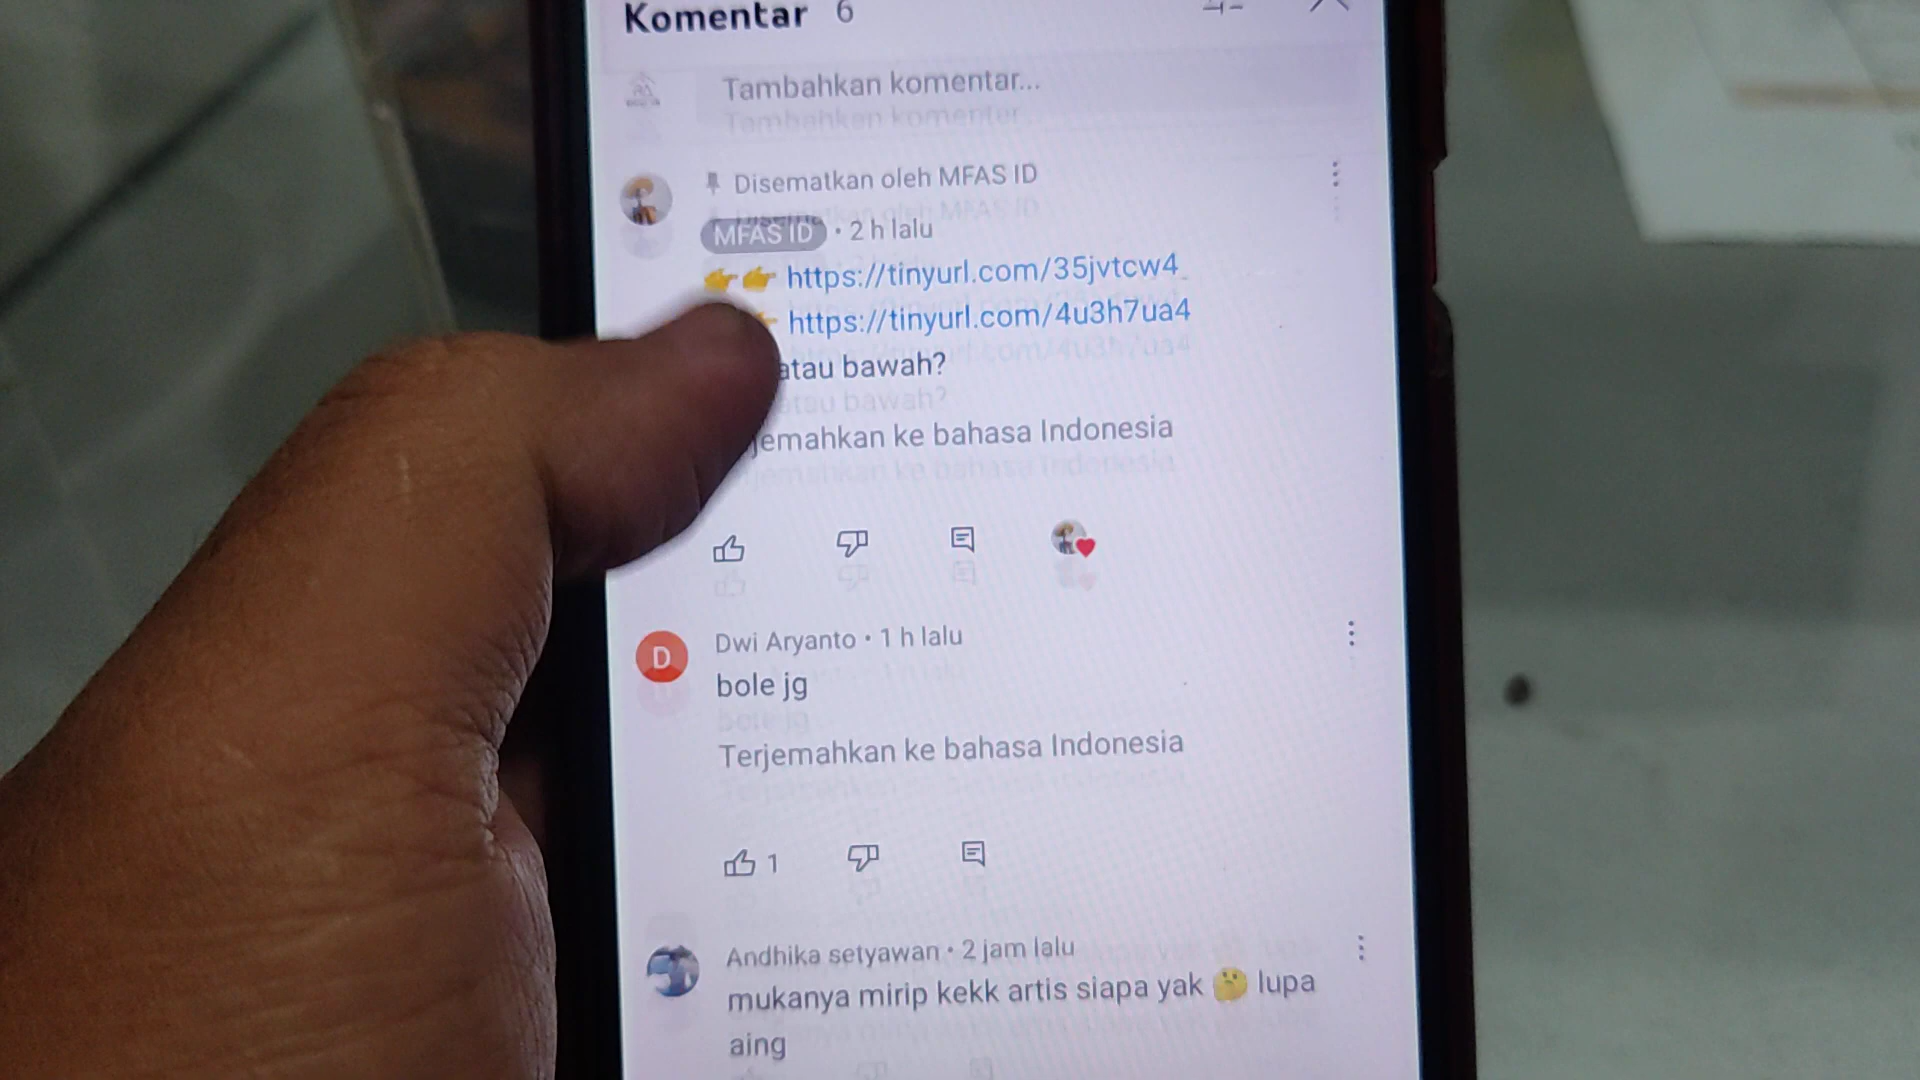 Komentar 6
Tambahkan komentar...
Disematkan oleh MFAS ID
MFAS ID • 2 h lalu
👉👉 https://tinyurl.com/35jvtcw4
https://tinyurl.com/4u3h7ua4
atau bawah?
jemahkan ke bahasa Indonesia
D
Dwi Aryanto • 1 h lalu
bole jg
Terjemahkan ke bahasa Indonesia
1
Andhika setyawan • 2 jam lalu
mukanya mirip kekk artis siapa yak 🤔 lupa
aing